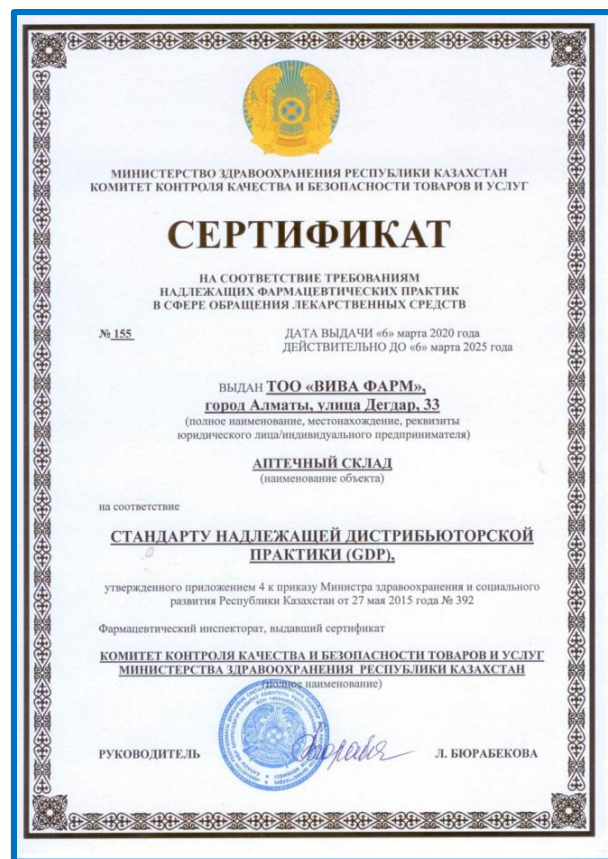 МИНИСТЕРСТВО ЗДРАВООХРАНЕНИЯ РЕСПУБЛИКИ КАЗАХСТАН
КОМИТЕТ КОНТРОЛЯ КАЧЕСТВА И БЕЗОПАСНОСТИ ТОВАРОВ И УСЛУГ
СЕРТИФИКАТ
НА СООТВЕТСТВИЕ ТРЕБОВАНИЯМ
НАДЛЕЖАЩИХ ФАРМАЦЕВТИЧЕСКИХ ПРАКТИК
В СФЕРЕ ОБРАЩЕНИЯ ЛЕКАРСТВЕННЫХ СРЕДСТВ
№ 155 ДАТА ВЫДАЧИ «6» марта 2020 года
ДЕЙСТВИТЕЛЬНО ДО «6» марта 2025 года
ВЫДАН ТОО «ВИВА ФАРМ»,
город Алматы, улица Дегдар, 33
(полное наименование, местонахождение, реквизиты
юридического лица/индивидуального предпринимателя)
АПТЕЧНЫЙ СКЛАД
(наименование объекта)
на соответствие
СТАНДАРТУ НАДЛЕЖАЩЕЙ ДИСТРИБЬЮТОРСКОЙ
ПРАКТИКИ (GDP),
утвержденного приложением 4 к приказу Министра здравоохранения и социального
развития Республики Казахстан от 27 мая 2015 года № 392
Фармацевтический инспекторат, выдавший сертификат
КОМИТЕТ КОНТРОЛЯ КАЧЕСТВА И БЕЗОПАСНОСТИ ТОВАРОВ И УСЛУГ
МИНИСТЕРСТВА ЗДРАВООХРАНЕНИЯ РЕСПУБЛИКИ КАЗАХСТАН
(полное наименование)
РУКОВОДИТЕЛЬ Л. БЮРАБЕКОВА